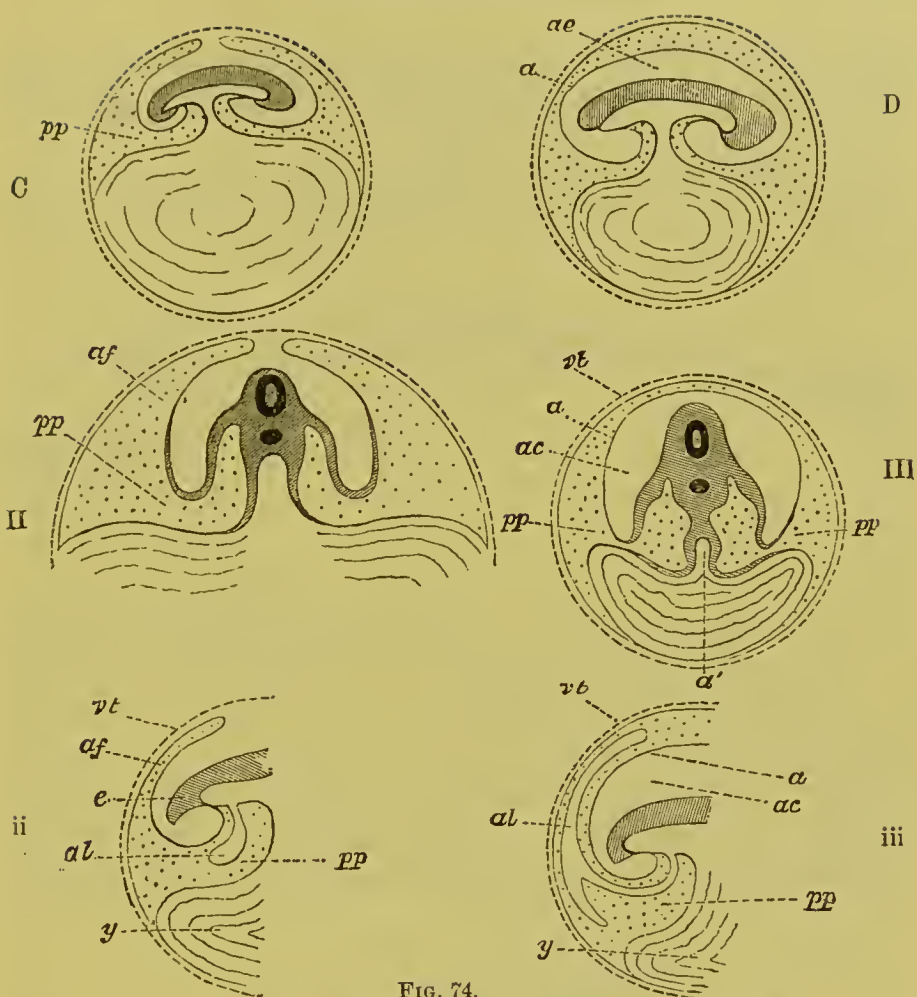 ae
a
D
pp
C
af
pp
II
vt
a
ac
III
pp
pp
a'
vt
af
e
ii
al
pp
y
vt
a
ac
al
iii
pp
y
FIG. 74.